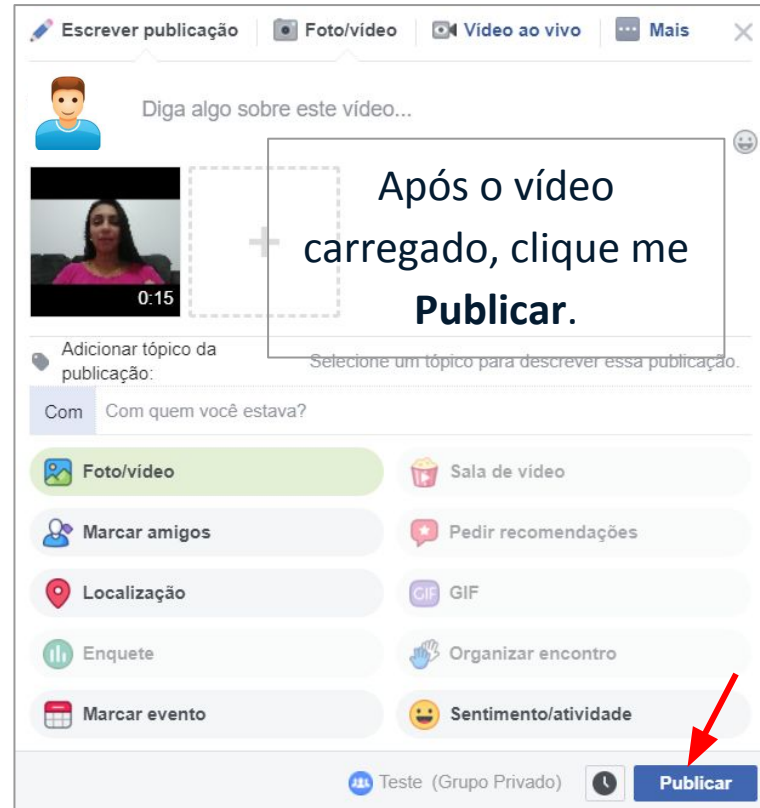 Escrever publicação Foto/vídeo Vídeo ao vivo Mais
Diga algo sobre este vídeo...
Após o vídeo
carregado, clique me
Publicar.
0:15
Adicionar tópico da
publicação:
Selecione um tópico para descrever essa publicação.
Com Com quem você estava?
Foto/vídeo Sala de vídeo
Marcar amigos Pedir recomendações
Localização GIF GIF
Enquete Organizar encontro
Marcar evento Sentimento/atividade
Teste (Grupo Privado) Publicar